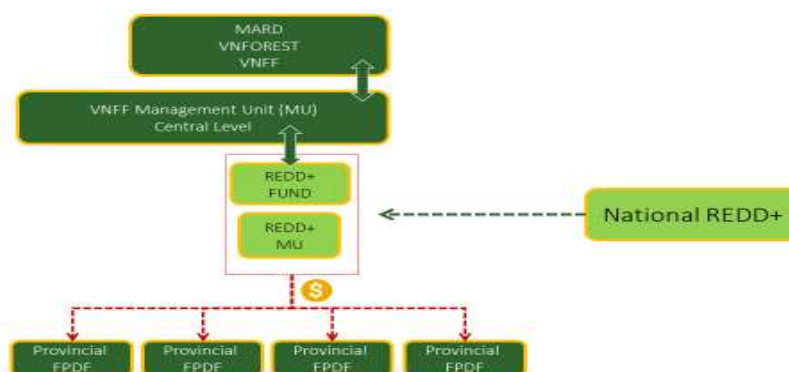 MARD
VNFOREST
VNFF
VNFF Management Unit (MU)
Central Level
REDD+
FUND
National REDD+
REDD+
MU
$
Provincial Provincial Provincial Provincial
FPDF FPDF FPDF FPDF